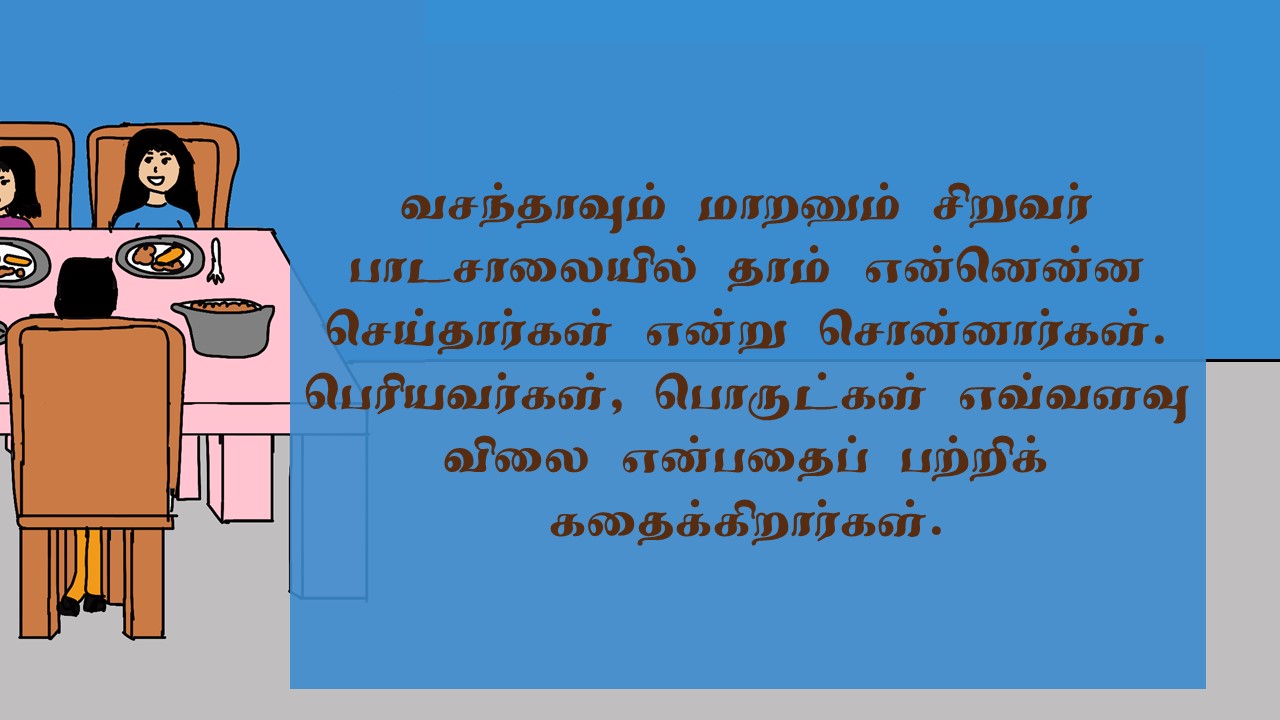 வசந்தாவும் மாறனும் சிறுவர்
பாடசாலையில் தாம் என்னென்ன
செய்தார்கள் என்று சொன்னார்கள்.
பெரியவர்கள், பொருட்கள் எவ்வளவு
விலை என்பதைப் பற்றிக்
கதைக்கிறார்கள்.